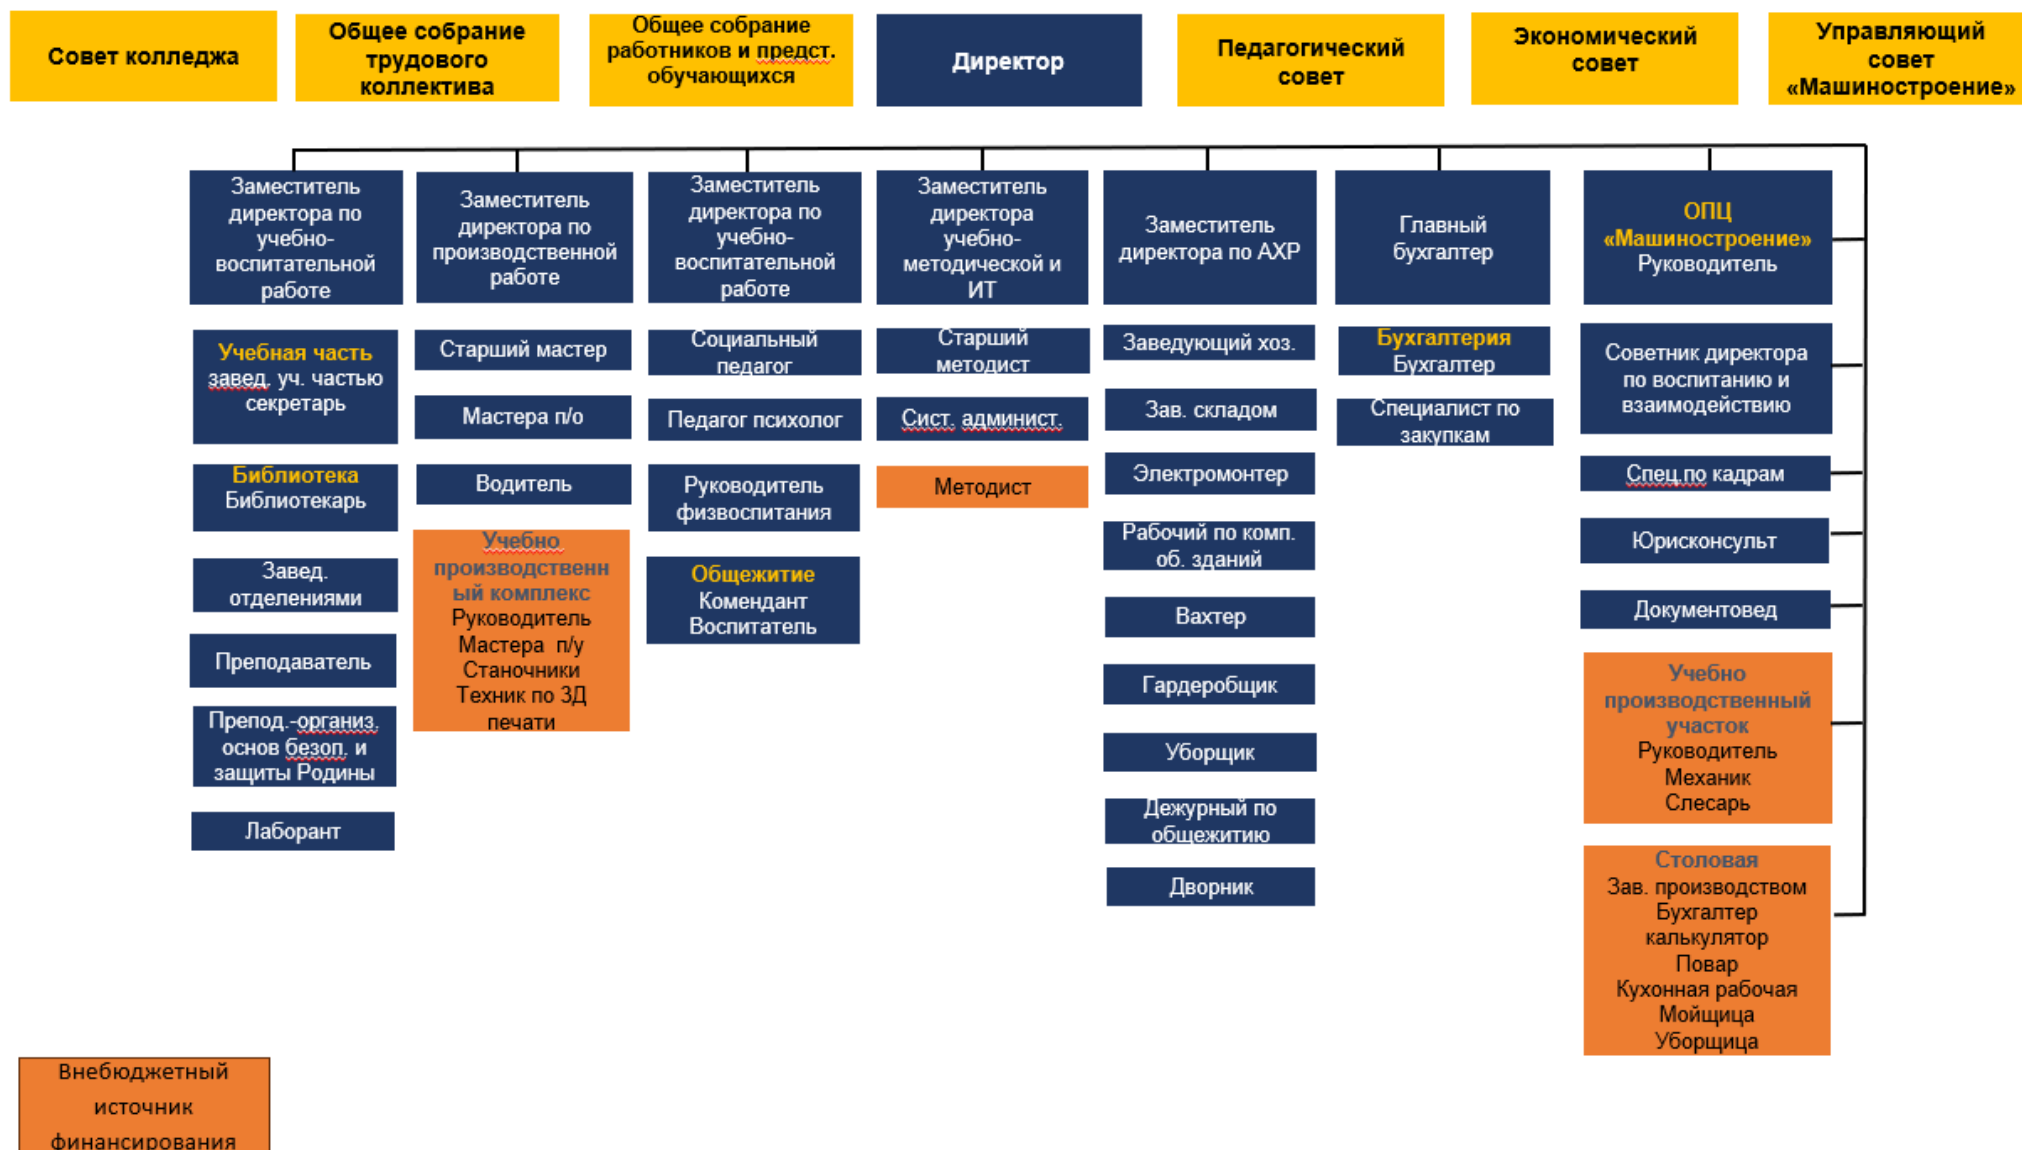 Совет колледжа
Общее собрание
трудового
коллектива
Общее собрание
работников и предст.
обучающихся
Директор
Педагогический
совет
Экономический
совет
Управляющий
совет
«Машиностроение»
Заместитель
директора по
учебно-
воспитательной
работе
Заместитель
директора по
производственной
работе
Заместитель
директора по
учебно-
воспитательной
работе
Заместитель
директора
учебно-
методической и
ИТ
Заместитель
директора по АХР
Главный
бухгалтер
ОПЦ
«Машиностроение»
Руководитель
Учебная часть
завед. уч. частью
секретарь
Библиотека
Библиотекарь
Завед.
отделениями
Преподаватель
Препод.-организ.
основ безоп. и
защиты Родины
Лаборант
Старший мастер
Мастера п/о
Водитель
Учебно
производственн
ый комплекс
Руководитель
Мастера п/у
Станочники
Техник по 3Д
печати
Социальный
педагог
Педагог психолог
Руководитель
физвоспитания
Общежитие
Комендант
Воспитатель
Старший
методист
Сист. админист.
Методист
Заведующий хоз.
Зав. складом
Электромонтер
Рабочий по комп.
об. зданий
Вахтер
Гардеробщик
Уборщик
Дежурный по
общежитию
Дворник
Бухгалтерия
Бухгалтер
Специалист по
закупкам
Советник директора
по воспитанию и
взаимодействию
Спец.по кадрам
Юрисконсульт
Документовед
Учебно
производственный
участок
Руководитель
Механик
Слесарь
Столовая
Зав. производством
Бухгалтер
калькулятор
Повар
Кухонная рабочая
Мойщица
Уборщица
Внебюджетный
источник
финансирования